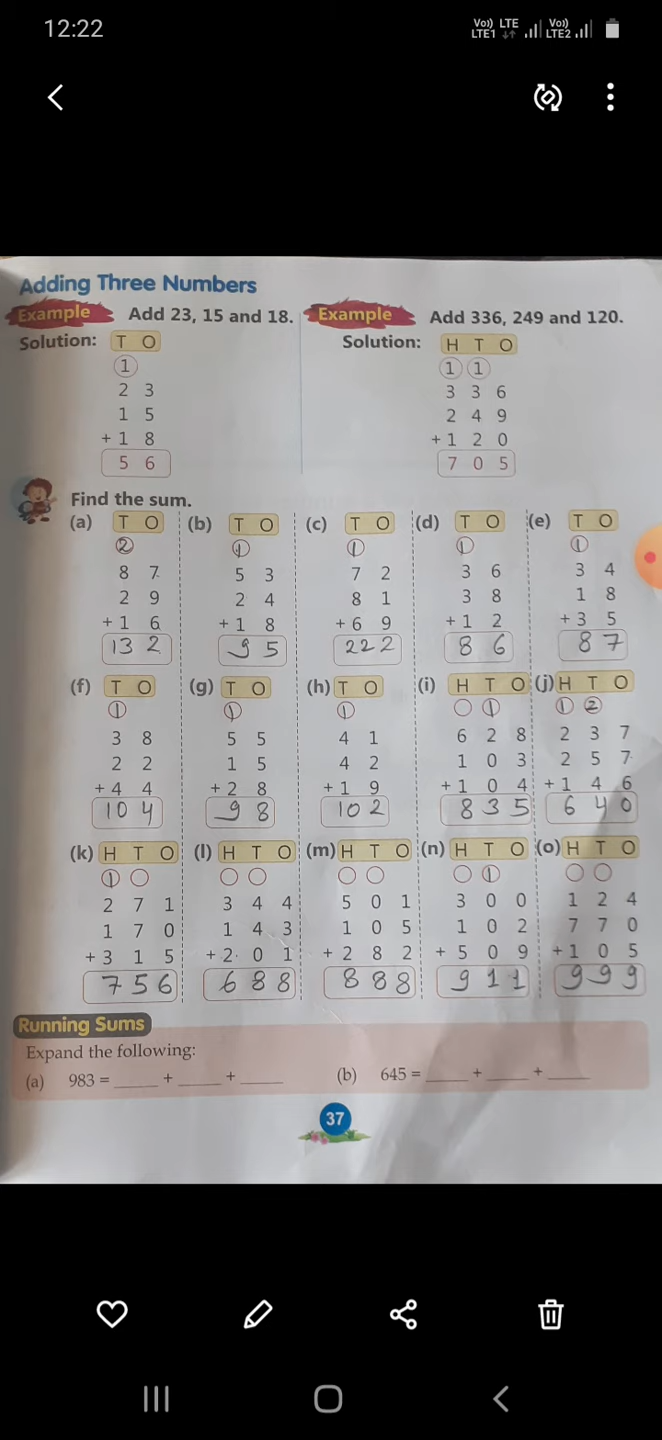 12:22
Vo)) LTE LTE1 Vo)) LTE2
Adding Three Numbers
Example Add 23, 15 and 18. Example Add 336, 249 and 120.
Solution: T O Solution: H T O
1 1 1
2 3 3 3 6
1 5 2 4 9
+ 1 8 + 1 2 0
5 6 7 0 5
Find the sum.
(a) T O (b) T O (c) T O (d) T O (e) T O
2 1 1 1 1
8 7 5 3 7 2 3 6 3 4
2 9 2 4 8 1 3 8 1 8
+ 1 6 + 1 8 + 6 9 + 1 2 + 3 5
13 2 9 5 222 8 6 8 7
(f) T O (g) T O (h) T O (i) H T O (j) H T O
1 1 1 1 1 2
3 8 5 5 4 1 6 2 8 2 3 7
2 2 1 5 4 2 1 0 3 2 5 7
+ 4 4 + 2 8 + 1 9 + 1 0 4 + 1 4 6
10 4 9 8 10 2 8 3 5 6 4 0
(k) H T O (l) H T O (m) H T O (n) H T O (o) H T O
1 1
2 7 1 3 4 4 5 0 1 3 0 0 1 2 4
1 7 0 1 4 3 1 0 5 1 0 2 7 7 0
+ 3 1 5 + 2 0 1 + 2 8 2 + 5 0 9 + 1 0 5
7 5 6 6 8 8 8 8 8 9 1 1 9 9 9
Running Sums
Expand the following:
(a) 983 = _____ + _____ + _____ (b) 645 = _____ + _____ + _____
37